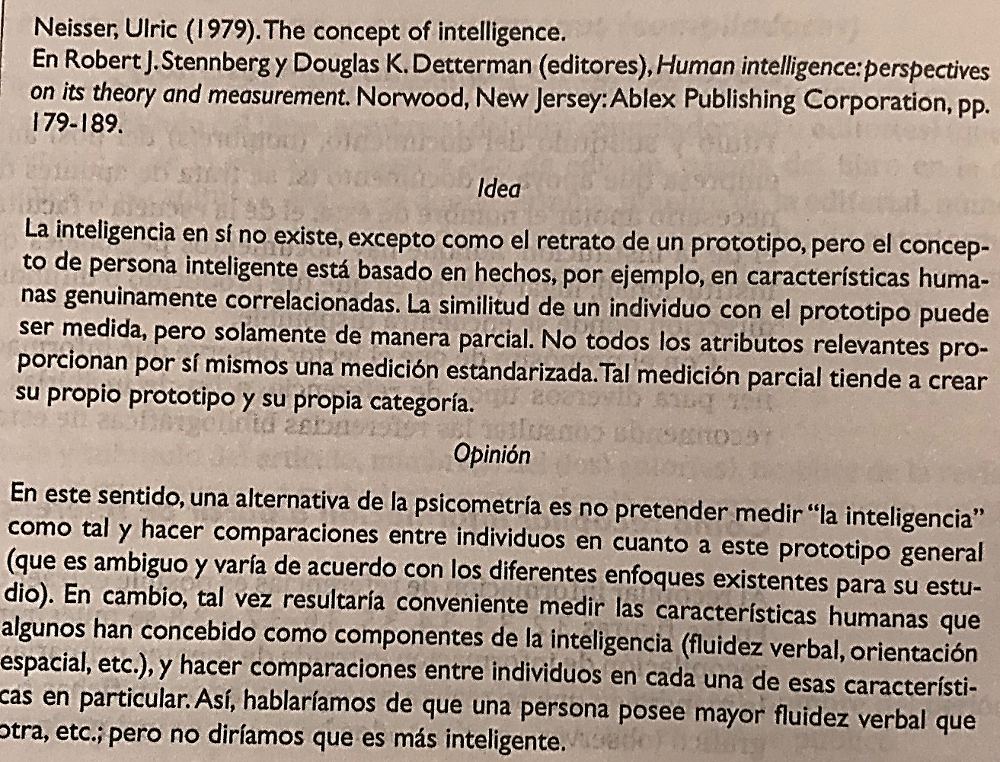 Neisser, Ulric (1979). The concept of intelligence.
En Robert J. Stennberg y Douglas K. Detterman (editores), Human intelligence: perspectives
on its theory and measurement. Norwood, New Jersey: Ablex Publishing Corporation, pp.
179-189.
Idea
La inteligencia en sí no existe, excepto como el retrato de un prototipo, pero el concep-
to de persona inteligente está basado en hechos, por ejemplo, en características huma-
nas genuinamente correlacionadas. La similitud de un individuo con el prototipo puede
ser medida, pero solamente de manera parcial. No todos los atributos relevantes pro-
porcionan por sí mismos una medición estandarizada. Tal medición parcial tiende a crear
su propio prototipo y su propia categoría.
Opinión
En este sentido, una alternativa de la psicometría es no pretender medir “la inteligencia”
como tal y hacer comparaciones entre individuos en cuanto a este prototipo general
(que es ambiguo y varía de acuerdo con los diferentes enfoques existentes para su estu-
dio). En cambio, tal vez resultaría conveniente medir las características humanas que
algunos han concebido como componentes de la inteligencia (fluidez verbal, orientación
espacial, etc.), y hacer comparaciones entre individuos en cada una de esas característi-
cas en particular. Así, hablaríamos de que una persona posee mayor fluidez verbal que
otra, etc.; pero no diríamos que es más inteligente.